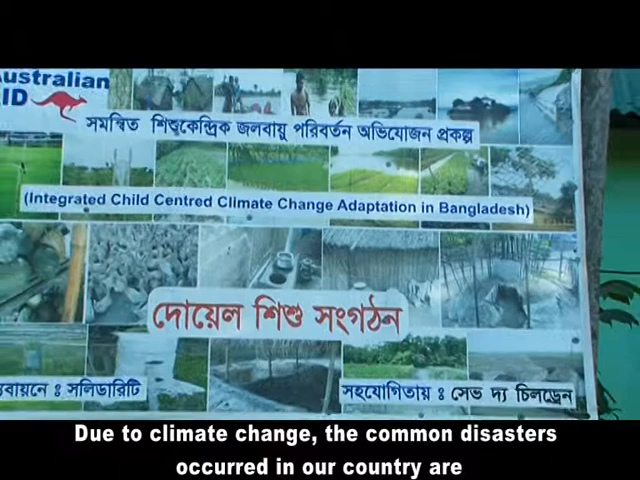 Australian
AID
সমন্বিত শিশুকেন্দ্রিক জলবায়ু পরিবর্তন অভিযোজন প্রকল্প
(Integrated Child Centred Climate Change Adaptation in Bangladesh)
দোয়েল শিশু সংগঠন
বায়নে : সলিডারিটি
সহযোগিতায় : সেভ দ্য চিলড্রেন
Due to climate change, the common disasters
occurred in our country are